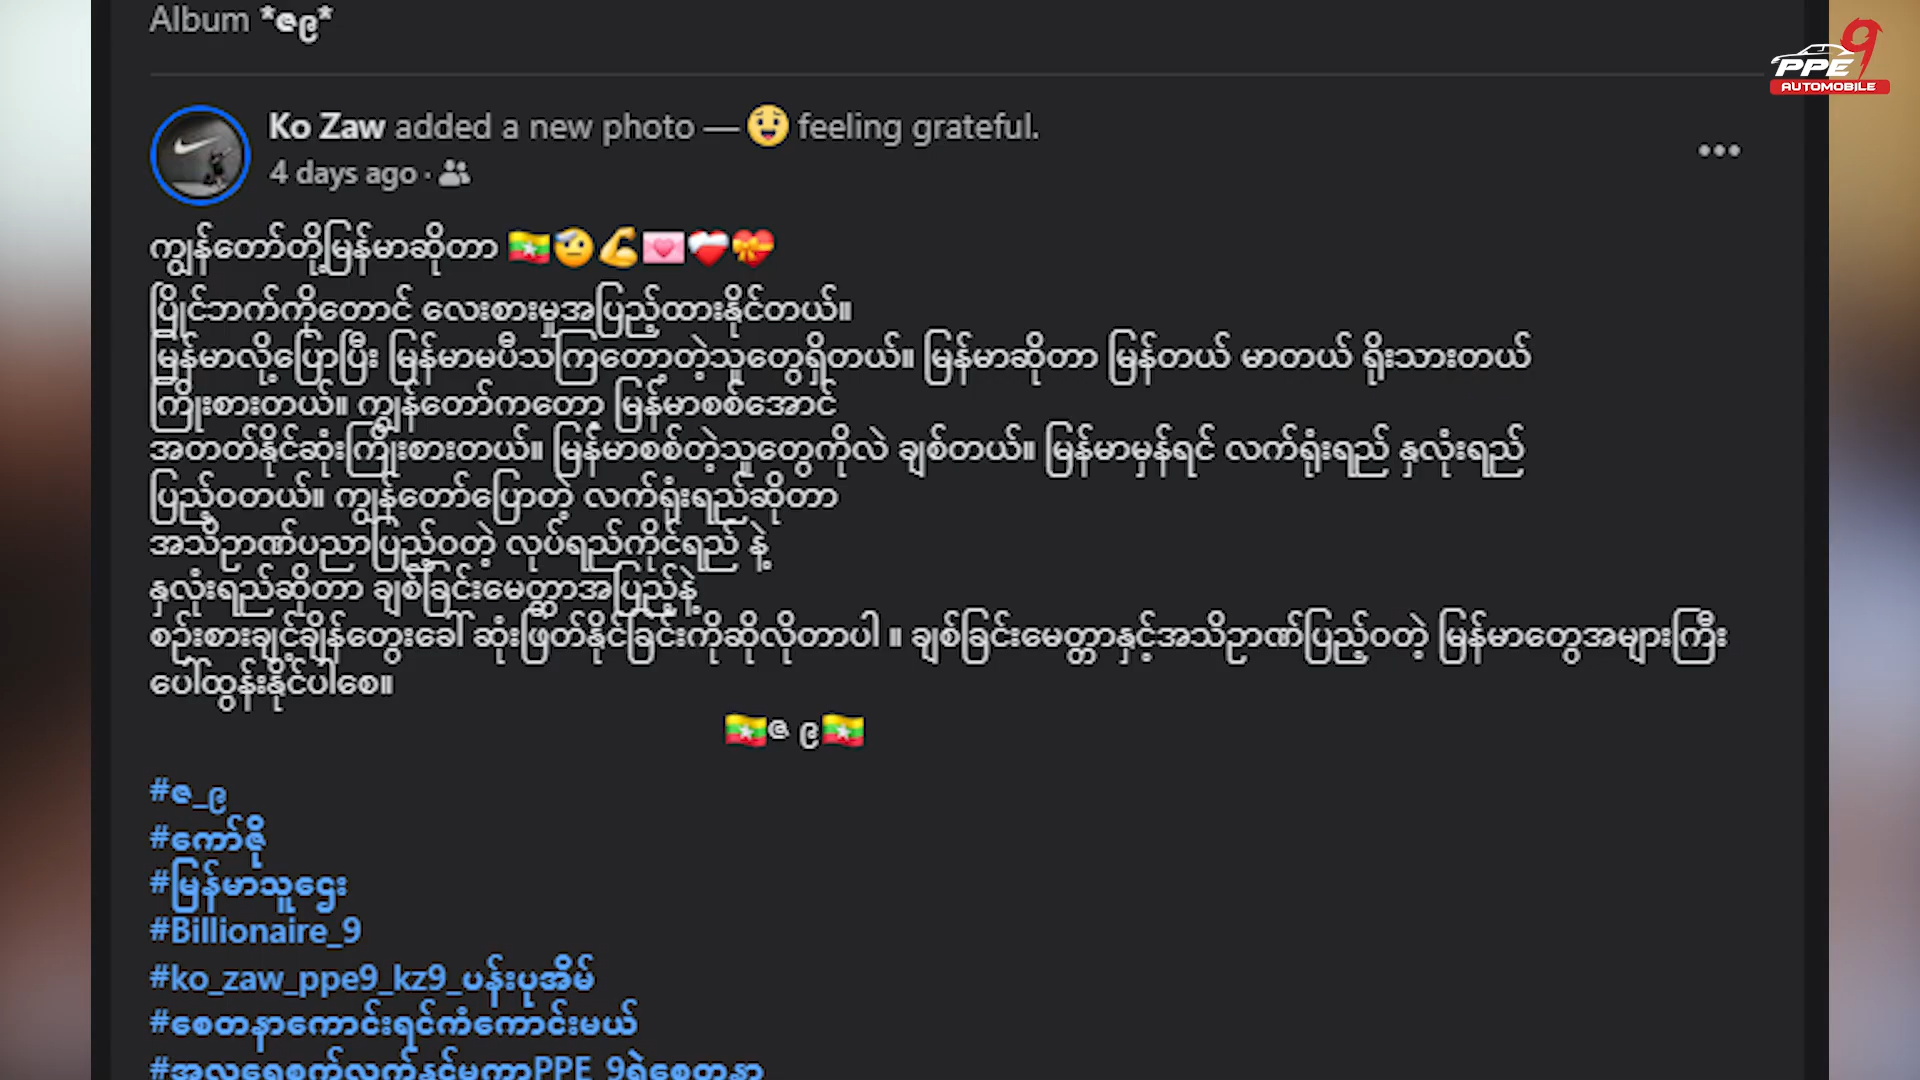 Album *ဇ၉*
PPE 9
AUTOMOBILE
Ko Zaw added a new photo — 😲 feeling grateful.
4 days ago ·
ကျွန်တော်တို့မြန်မာဆိုတာ 🇲🇲🤕💪💌❤️‍🩹💝
ပြိုင်ဘက်ကိုတောင် လေးစားမှုအပြည့်ထားနိုင်တယ်။
မြန်မာလို့ပြောပြီး မြန်မာမပီသကြတော့တဲ့သူတွေရှိတယ်။ မြန်မာဆိုတာ မြန်တယ် မာတယ် ရိုးသားတယ်
ကြိုးစားတယ်။ ကျွန်တော်ကတော့ မြန်မာစစ်အောင်
အတတ်နိုင်ဆုံးကြိုးစားတယ်။ မြန်မာစစ်တဲ့သူတွေကိုလဲ ချစ်တယ်။ မြန်မာမှန်ရင် လက်ရုံးရည် နှလုံးရည်
ပြည့်ဝတယ်။ ကျွန်တော်ပြောတဲ့ လက်ရုံးရည်ဆိုတာ
အသိဉာဏ်ပညာပြည့်ဝတဲ့ လုပ်ရည်ကိုင်ရည် နဲ့
နှလုံးရည်ဆိုတာ ချစ်ခြင်းမေတ္တာအပြည့်နဲ့
စဉ်းစားချင့်ချိန်တွေးခေါ် ဆုံးဖြတ်နိုင်ခြင်းကိုဆိုလိုတာပါ ။ ချစ်ခြင်းမေတ္တာနှင့်အသိဉာဏ်ပြည့်ဝတဲ့ မြန်မာတွေအများကြီး
ပေါ်ထွန်းနိုင်ပါစေ။
🇲🇲ဇ ၉🇲🇲
#ဇ_၉
#ကော်ဇို
#မြန်မာသူဌေး
#Billionaire_9
#ko_zaw_ppe9_kz9_ပန်းပုအိမ်
#စေတနာကောင်းရင်ကံကောင်းမယ်